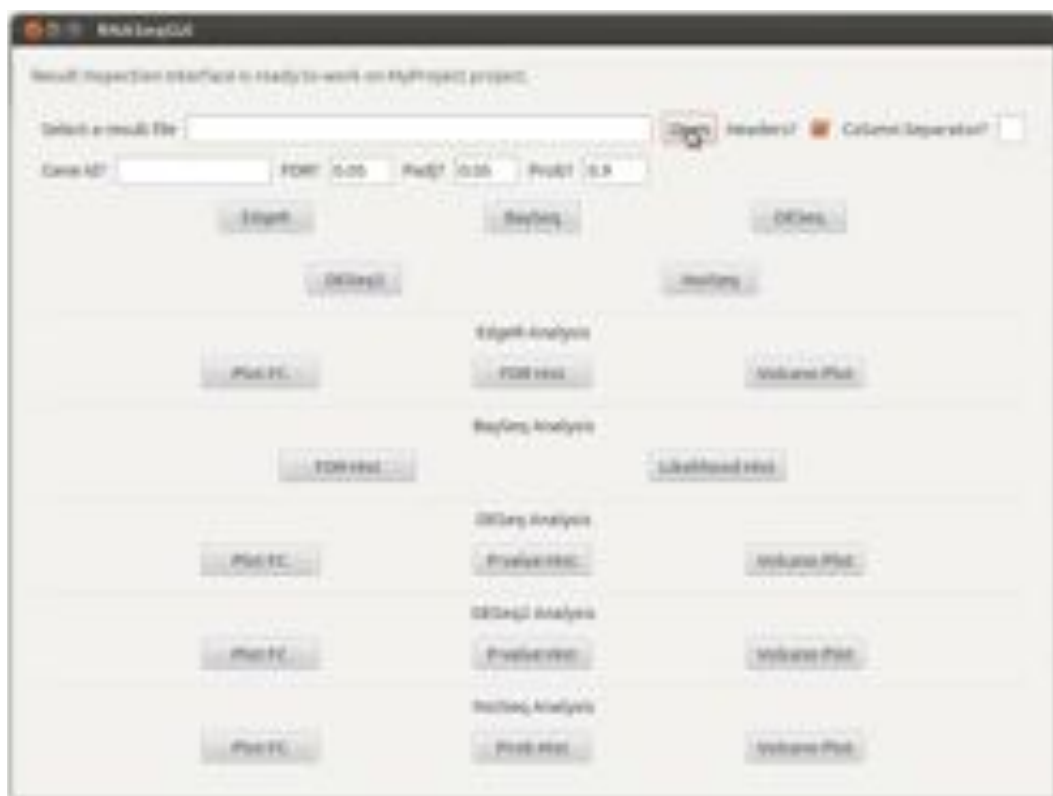 RNASeqGUI
Result Inspection Interface is ready to work on MyProject project.
Select a result file Open Headers? Column Separator?
Gene Id? FDR? 0.05 Padj? 0.05 Prob? 0.9
EdgeR BaySeq DESeq
DESeq2 NoiSeq
EdgeR Analysis
Plot FC FDR Hist Volcano Plot
BaySeq Analysis
FDR Hist Likelihood Hist
DESeq Analysis
Plot FC P-value Hist Volcano Plot
DESeq2 Analysis
Plot FC P-value Hist Volcano Plot
NoiSeq Analysis
Plot FC Prob Hist Volcano Plot